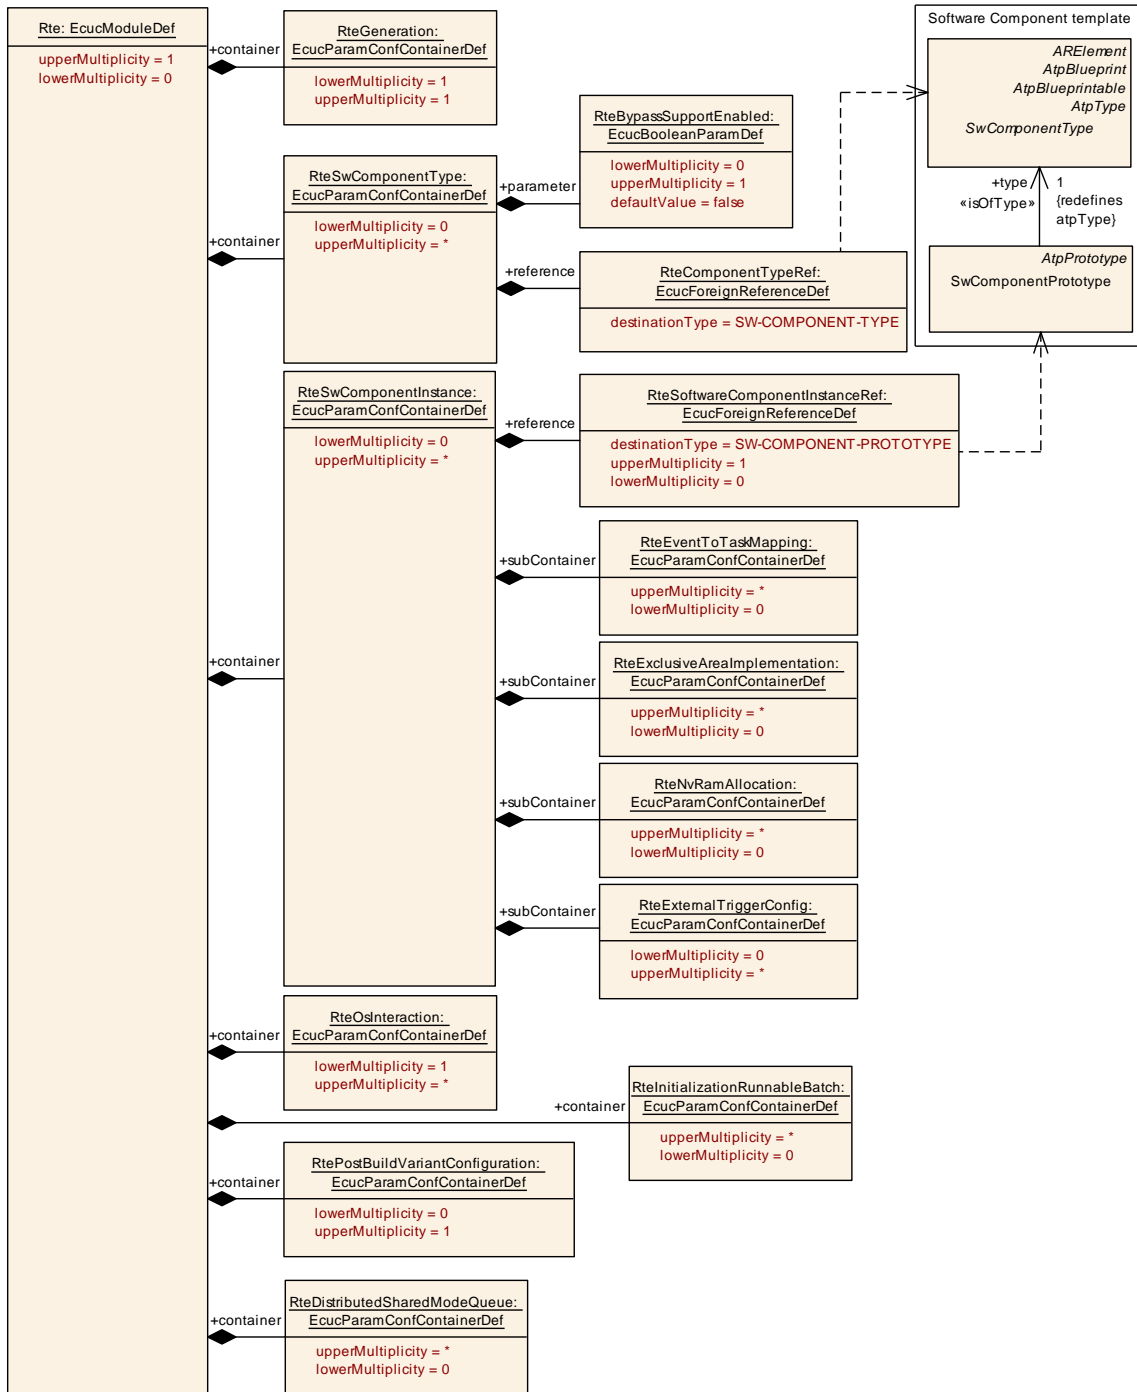 Rte: EcucModuleDef
upperMultiplicity = 1
lowerMultiplicity = 0
+container
RteGeneration:
EcucParamConfContainerDef
lowerMultiplicity = 1
upperMultiplicity = 1
Software Component template
ARElement
AtpBlueprint
AtpBlueprintable
AtpType
SwComponentType
+type
«isOfType»
1
{redefines
atpType}
AtpPrototype
SwComponentPrototype
+container
RteSwComponentType:
EcucParamConfContainerDef
lowerMultiplicity = 0
upperMultiplicity = *
+parameter
RteBypassSupportEnabled:
EcucBooleanParamDef
lowerMultiplicity = 0
upperMultiplicity = 1
defaultValue = false
+reference
RteComponentTypeRef:
EcucForeignReferenceDef
destinationType = SW-COMPONENT-TYPE
+container
RteSwComponentInstance:
EcucParamConfContainerDef
lowerMultiplicity = 0
upperMultiplicity = *
+reference
RteSoftwareComponentInstanceRef:
EcucForeignReferenceDef
destinationType = SW-COMPONENT-PROTOTYPE
upperMultiplicity = 1
lowerMultiplicity = 0
+subContainer
RteEventToTaskMapping:
EcucParamConfContainerDef
upperMultiplicity = *
lowerMultiplicity = 0
+subContainer
RteExclusiveAreaImplementation:
EcucParamConfContainerDef
upperMultiplicity = *
lowerMultiplicity = 0
+subContainer
RteNvRamAllocation:
EcucParamConfContainerDef
upperMultiplicity = *
lowerMultiplicity = 0
+subContainer
RteExternalTriggerConfig:
EcucParamConfContainerDef
lowerMultiplicity = 0
upperMultiplicity = *
+container
RteOsInteraction:
EcucParamConfContainerDef
lowerMultiplicity = 1
upperMultiplicity = *
+container
RteInitializationRunnableBatch:
EcucParamConfContainerDef
upperMultiplicity = *
lowerMultiplicity = 0
+container
RtePostBuildVariantConfiguration:
EcucParamConfContainerDef
lowerMultiplicity = 0
upperMultiplicity = 1
+container
RteDistributedSharedModeQueue:
EcucParamConfContainerDef
upperMultiplicity = *
lowerMultiplicity = 0